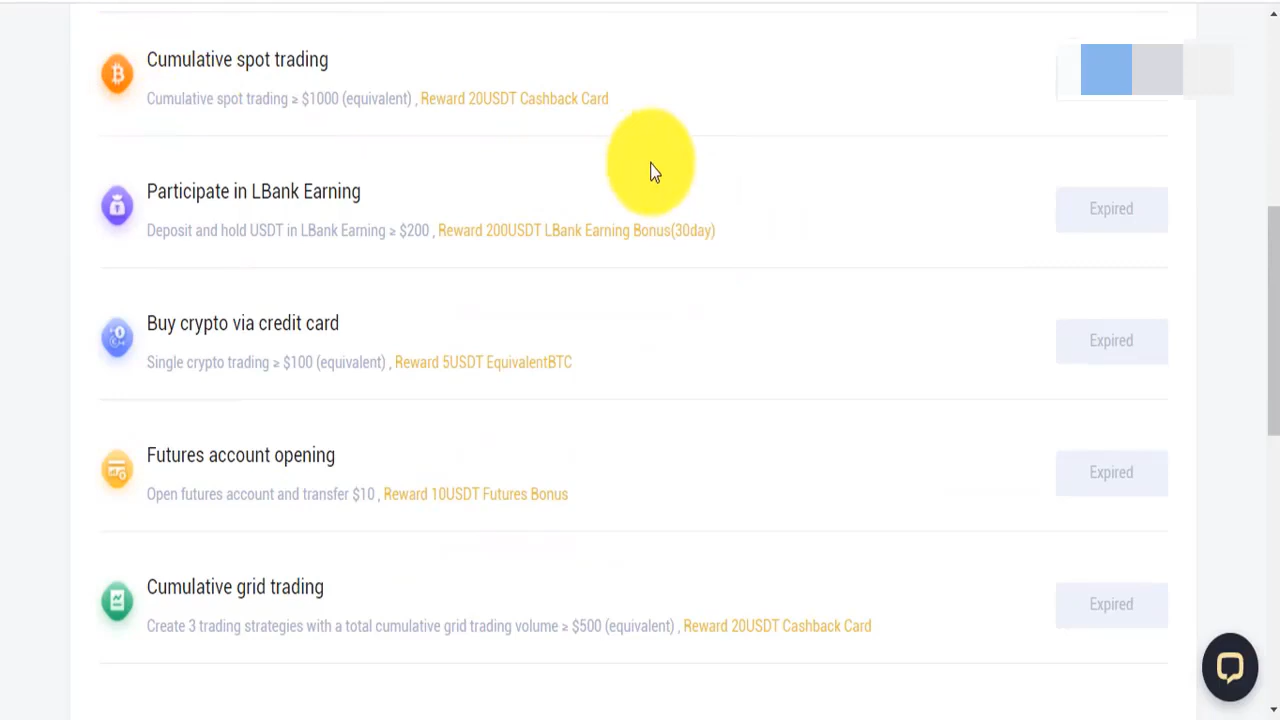 Cumulative spot trading
Cumulative spot trading ≥ $1000 (equivalent) , Reward 20USDT Cashback Card
Participate in LBank Earning
Deposit and hold USDT in LBank Earning ≥ $200 , Reward 200USDT LBank Earning Bonus(30day)
Expired
Buy crypto via credit card
Single crypto trading ≥ $100 (equivalent) , Reward 5USDT EquivalentBTC
Expired
Futures account opening
Open futures account and transfer $10 , Reward 10USDT Futures Bonus
Expired
Cumulative grid trading
Create 3 trading strategies with a total cumulative grid trading volume ≥ $500 (equivalent) , Reward 20USDT Cashback Card
Expired